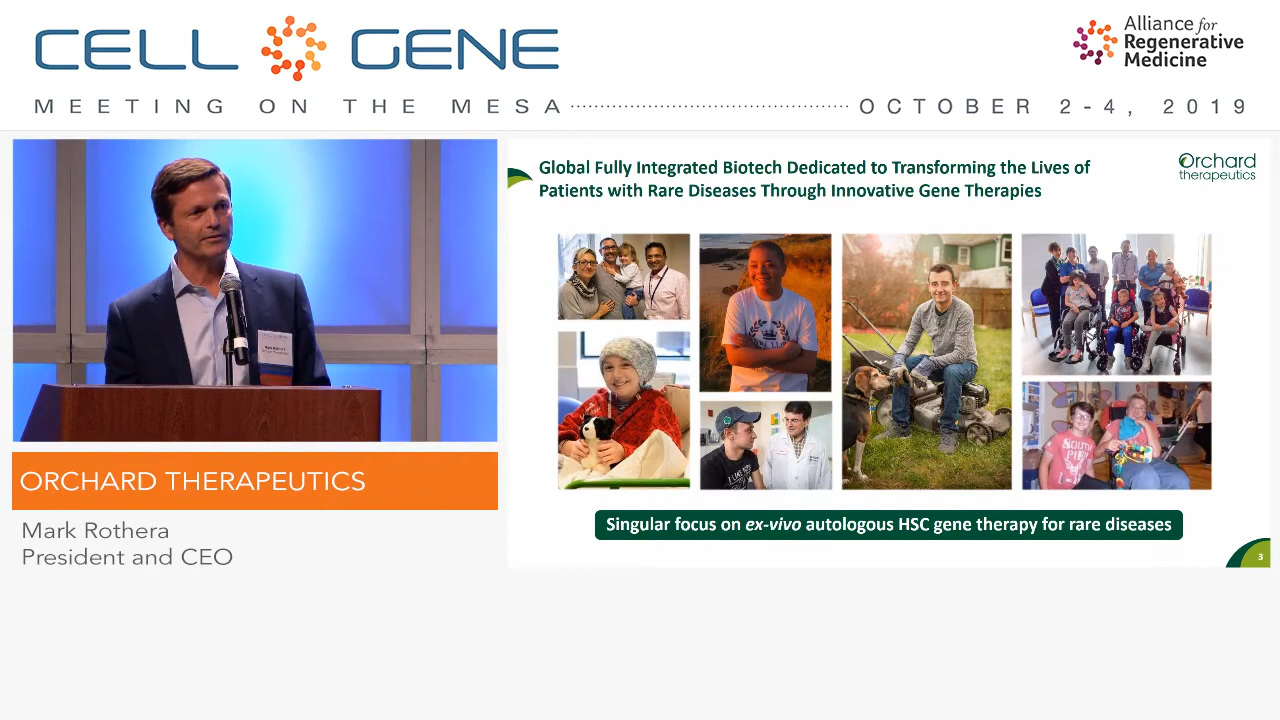 CELL GENE
Alliance for
Regenerative
Medicine
MEETING ON THE MESA
OCTOBER 2-4, 2019
Global Fully Integrated Biotech Dedicated to Transforming the Lives of
Patients with Rare Diseases Through Innovative Gene Therapies
Orchard
therapeutics
Singular focus on ex-vivo autologous HSC gene therapy for rare diseases
3
ORCHARD THERAPEUTICS
Mark Rothera
President and CEO